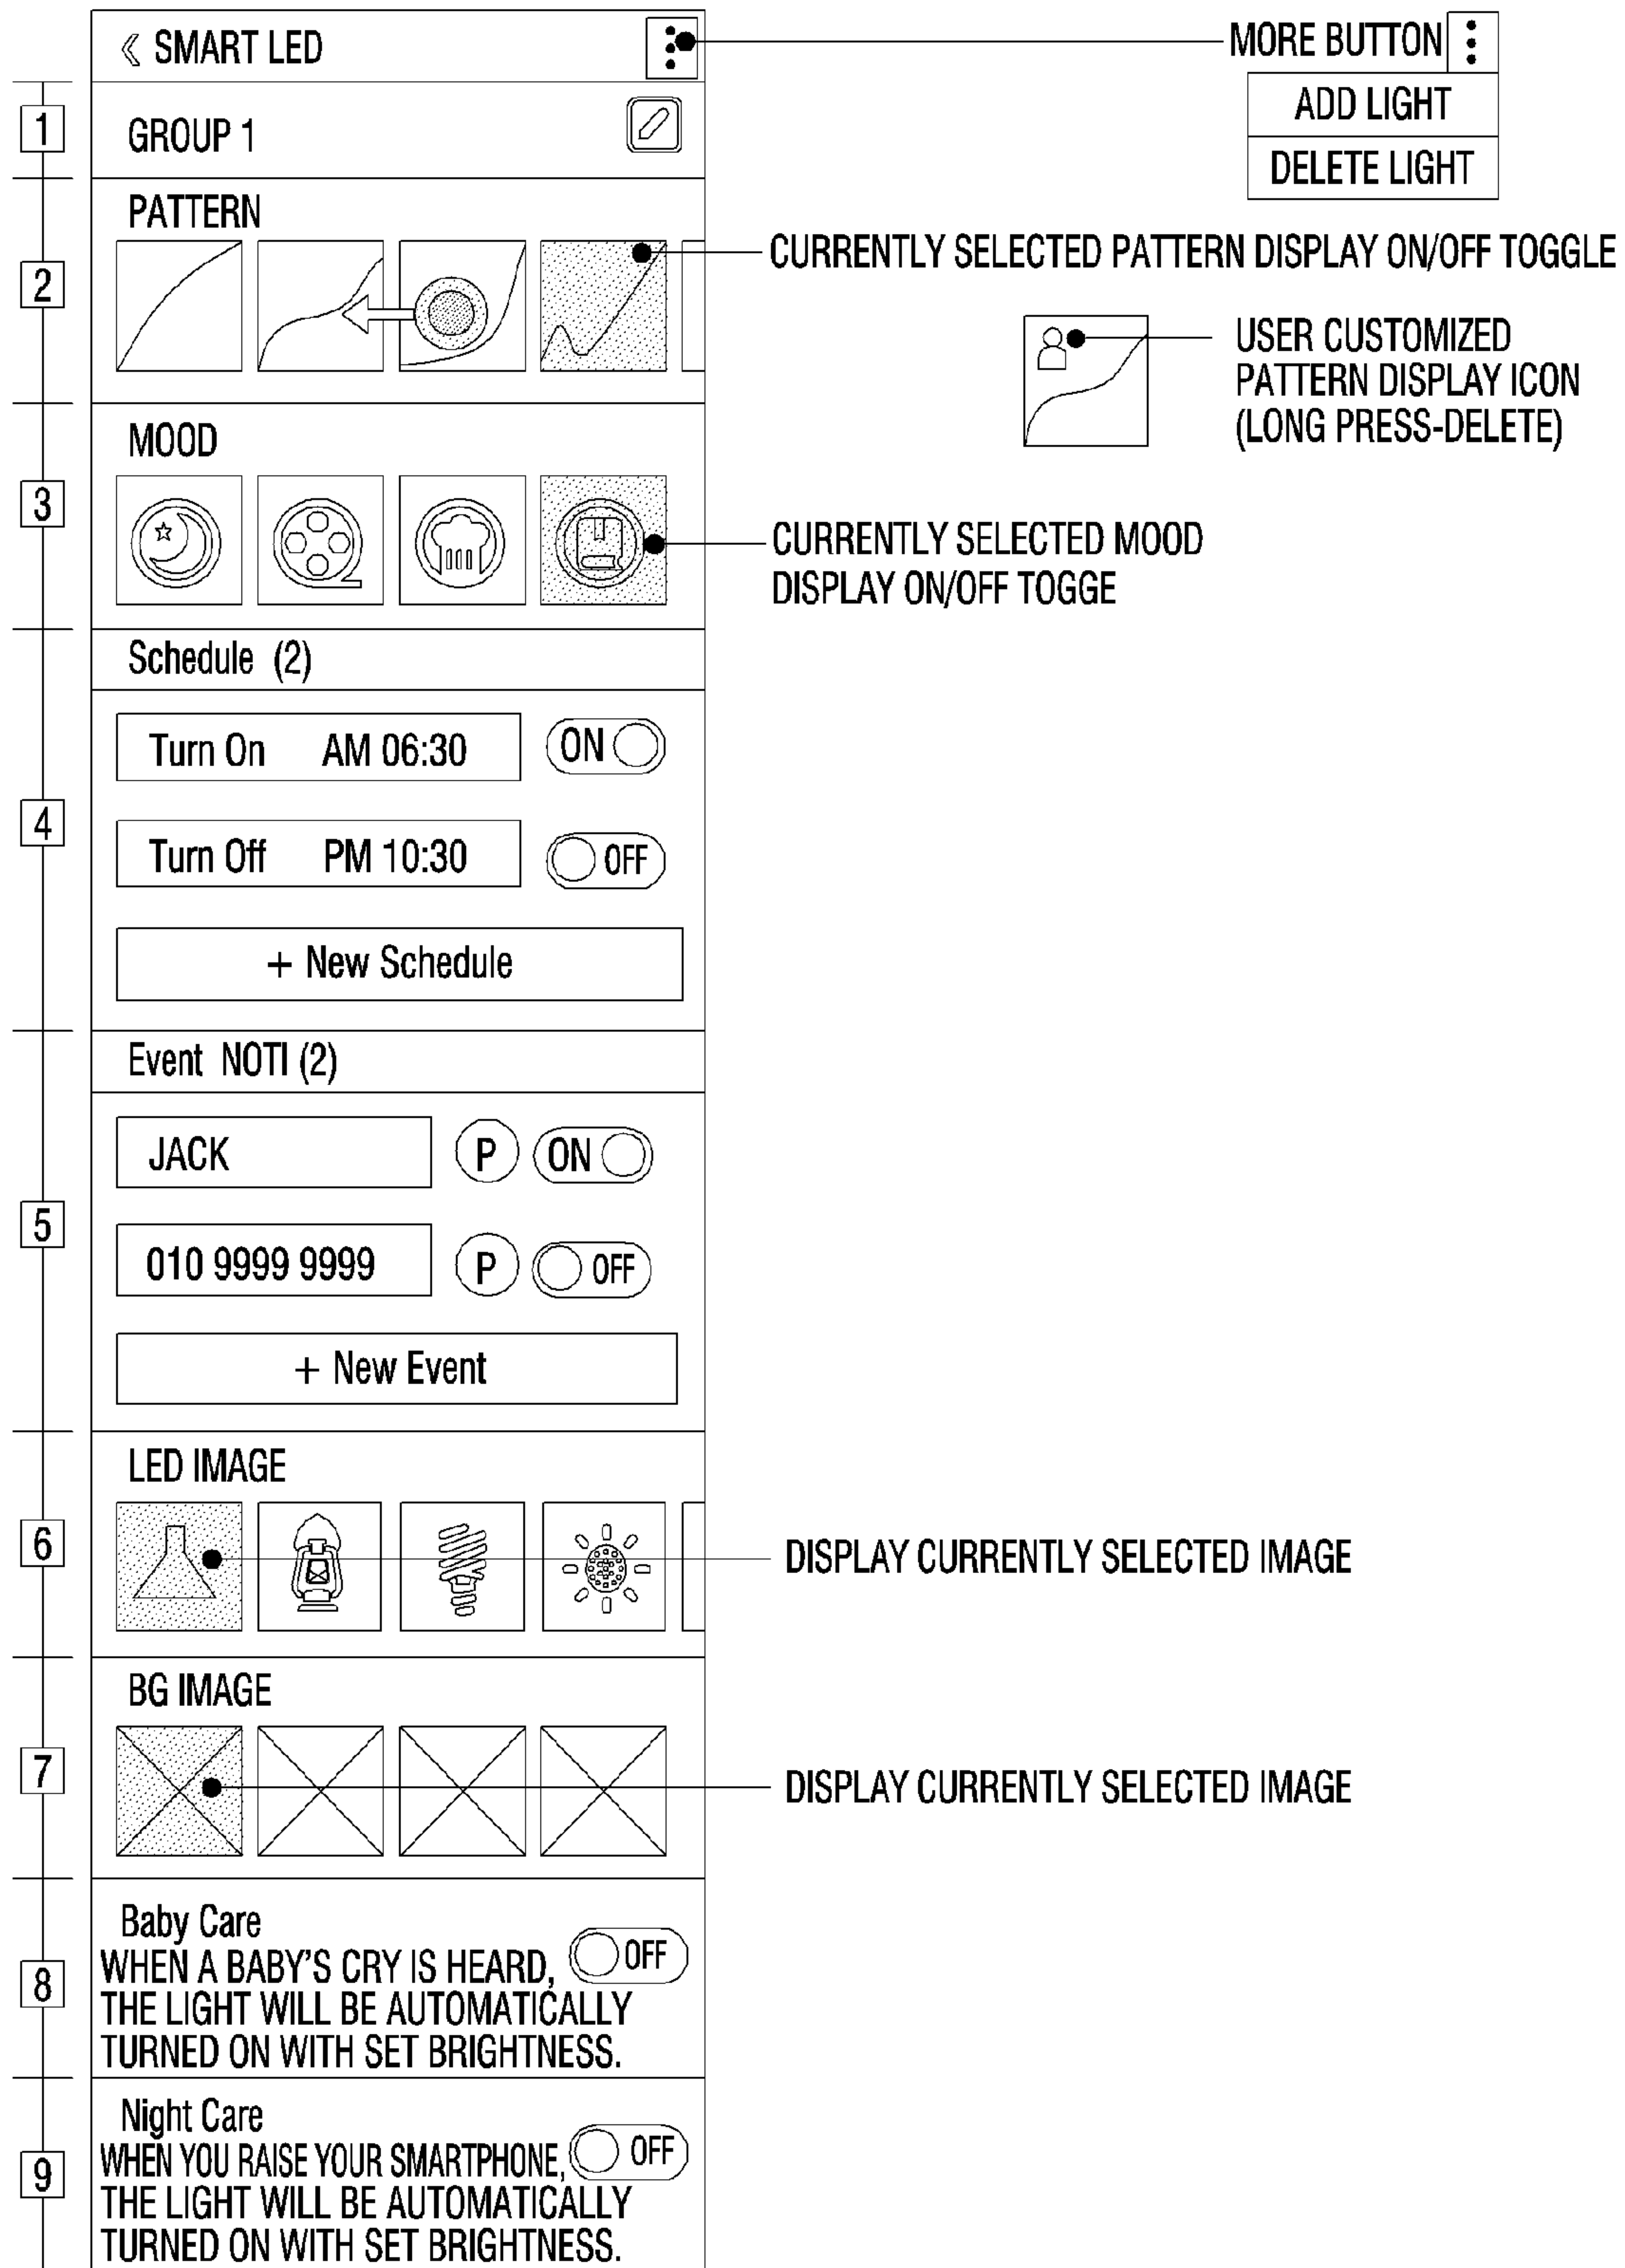 《 SMART LED
MORE BUTTON
ADD LIGHT
DELETE LIGHT
1
GROUP 1
2
PATTERN
CURRENTLY SELECTED PATTERN DISPLAY ON/OFF TOGGLE
USER CUSTOMIZED
PATTERN DISPLAY ICON
(LONG PRESS-DELETE)
3
MOOD
CURRENTLY SELECTED MOOD
DISPLAY ON/OFF TOGGE
4
Schedule (2)
Turn On AM 06:30 ON
Turn Off PM 10:30 OFF
+ New Schedule
5
Event NOTI (2)
JACK P ON
010 9999 9999 P OFF
+ New Event
6
LED IMAGE
DISPLAY CURRENTLY SELECTED IMAGE
7
BG IMAGE
DISPLAY CURRENTLY SELECTED IMAGE
8
Baby Care OFF
WHEN A BABY'S CRY IS HEARD,
THE LIGHT WILL BE AUTOMATICALLY
TURNED ON WITH SET BRIGHTNESS.
9
Night Care OFF
WHEN YOU RAISE YOUR SMARTPHONE,
THE LIGHT WILL BE AUTOMATICALLY
TURNED ON WITH SET BRIGHTNESS.